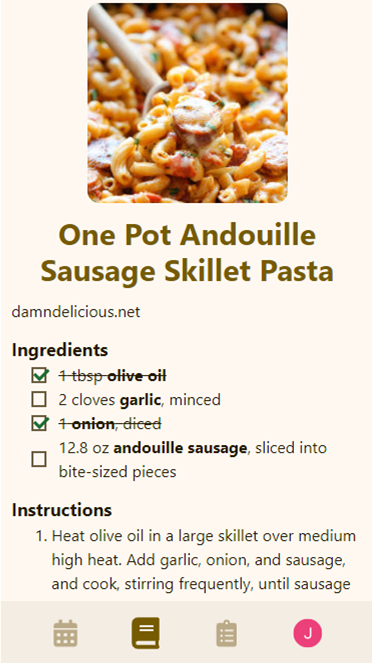 One Pot Andouille
Sausage Skillet Pasta
damndelicious.net
Ingredients
1 tbsp olive oil
2 cloves garlic, minced
1 onion, diced
12.8 oz andouille sausage, sliced into
bite-sized pieces
Instructions
1. Heat olive oil in a large skillet over medium
high heat. Add garlic, onion, and sausage,
and cook, stirring frequently, until sausage
J